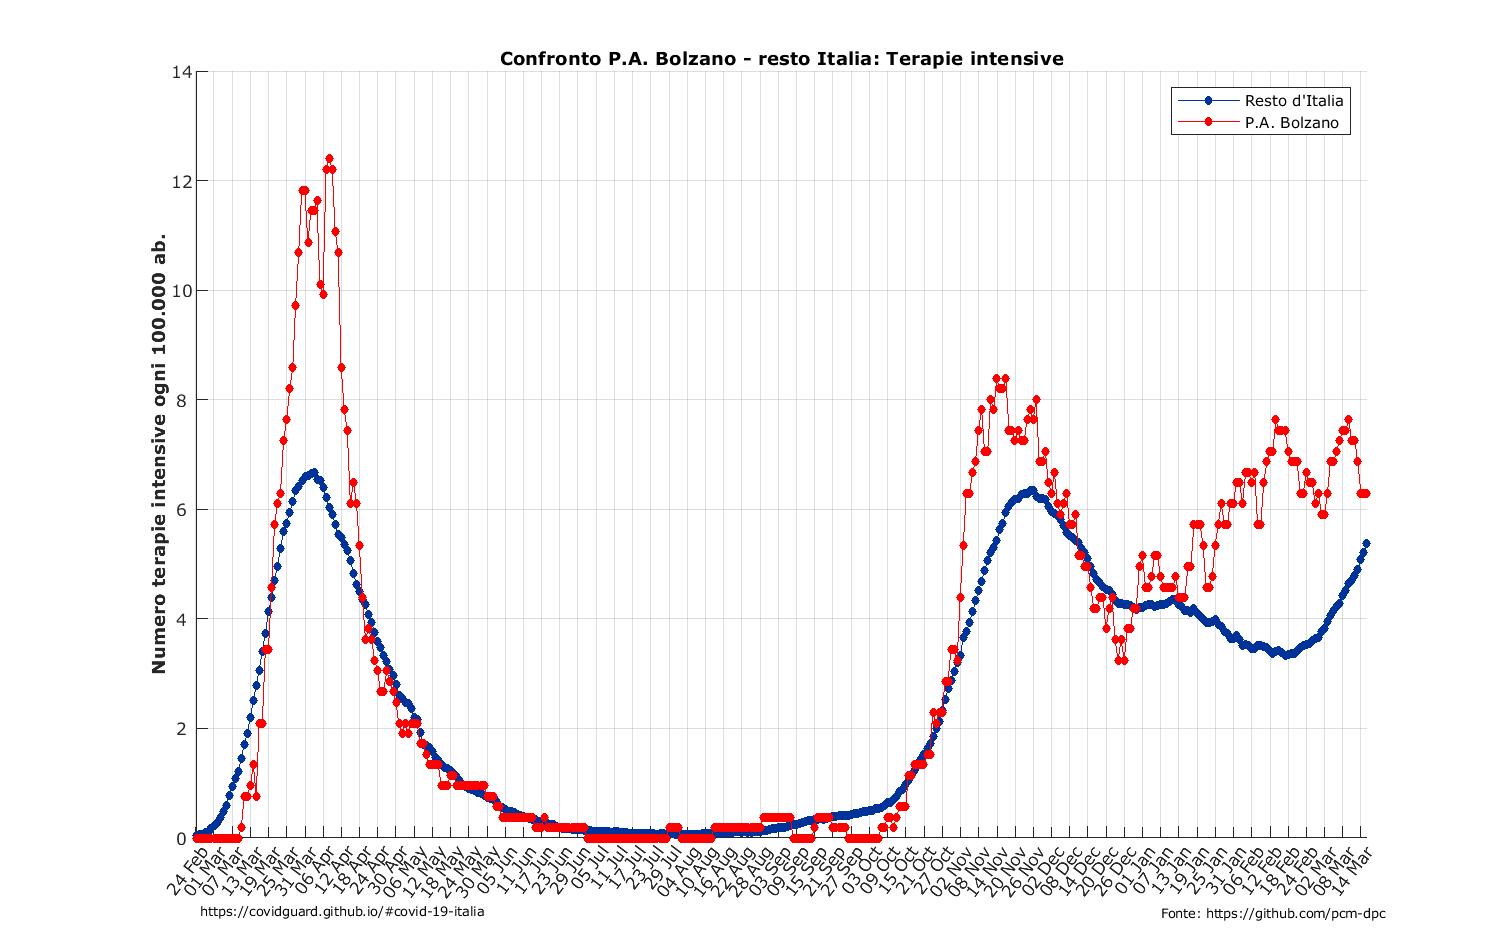 Confronto P.A. Bolzano - resto Italia: Terapie intensive
Numero terapie intensive ogni 100.000 ab.
14
12
10
8
6
4
2
0
Resto d'Italia
P.A. Bolzano
24 Feb
01 Mar
07 Mar
13 Mar
19 Mar
25 Mar
31 Mar
06 Apr
12 Apr
18 Apr
24 Apr
30 Apr
06 May
12 May
18 May
24 May
30 May
05 Jun
11 Jun
17 Jun
23 Jun
29 Jun
05 Jul
11 Jul
17 Jul
23 Jul
29 Jul
04 Aug
10 Aug
16 Aug
22 Aug
28 Aug
03 Sep
09 Sep
15 Sep
21 Sep
27 Sep
03 Oct
09 Oct
15 Oct
21 Oct
27 Oct
02 Nov
08 Nov
14 Nov
20 Nov
26 Nov
02 Dec
08 Dec
14 Dec
20 Dec
26 Dec
01 Jan
07 Jan
13 Jan
19 Jan
25 Jan
31 Jan
06 Feb
12 Feb
18 Feb
24 Feb
02 Mar
08 Mar
14 Mar
https://covidguard.github.io/#covid-19-italia
Fonte: https://github.com/pcm-dpc